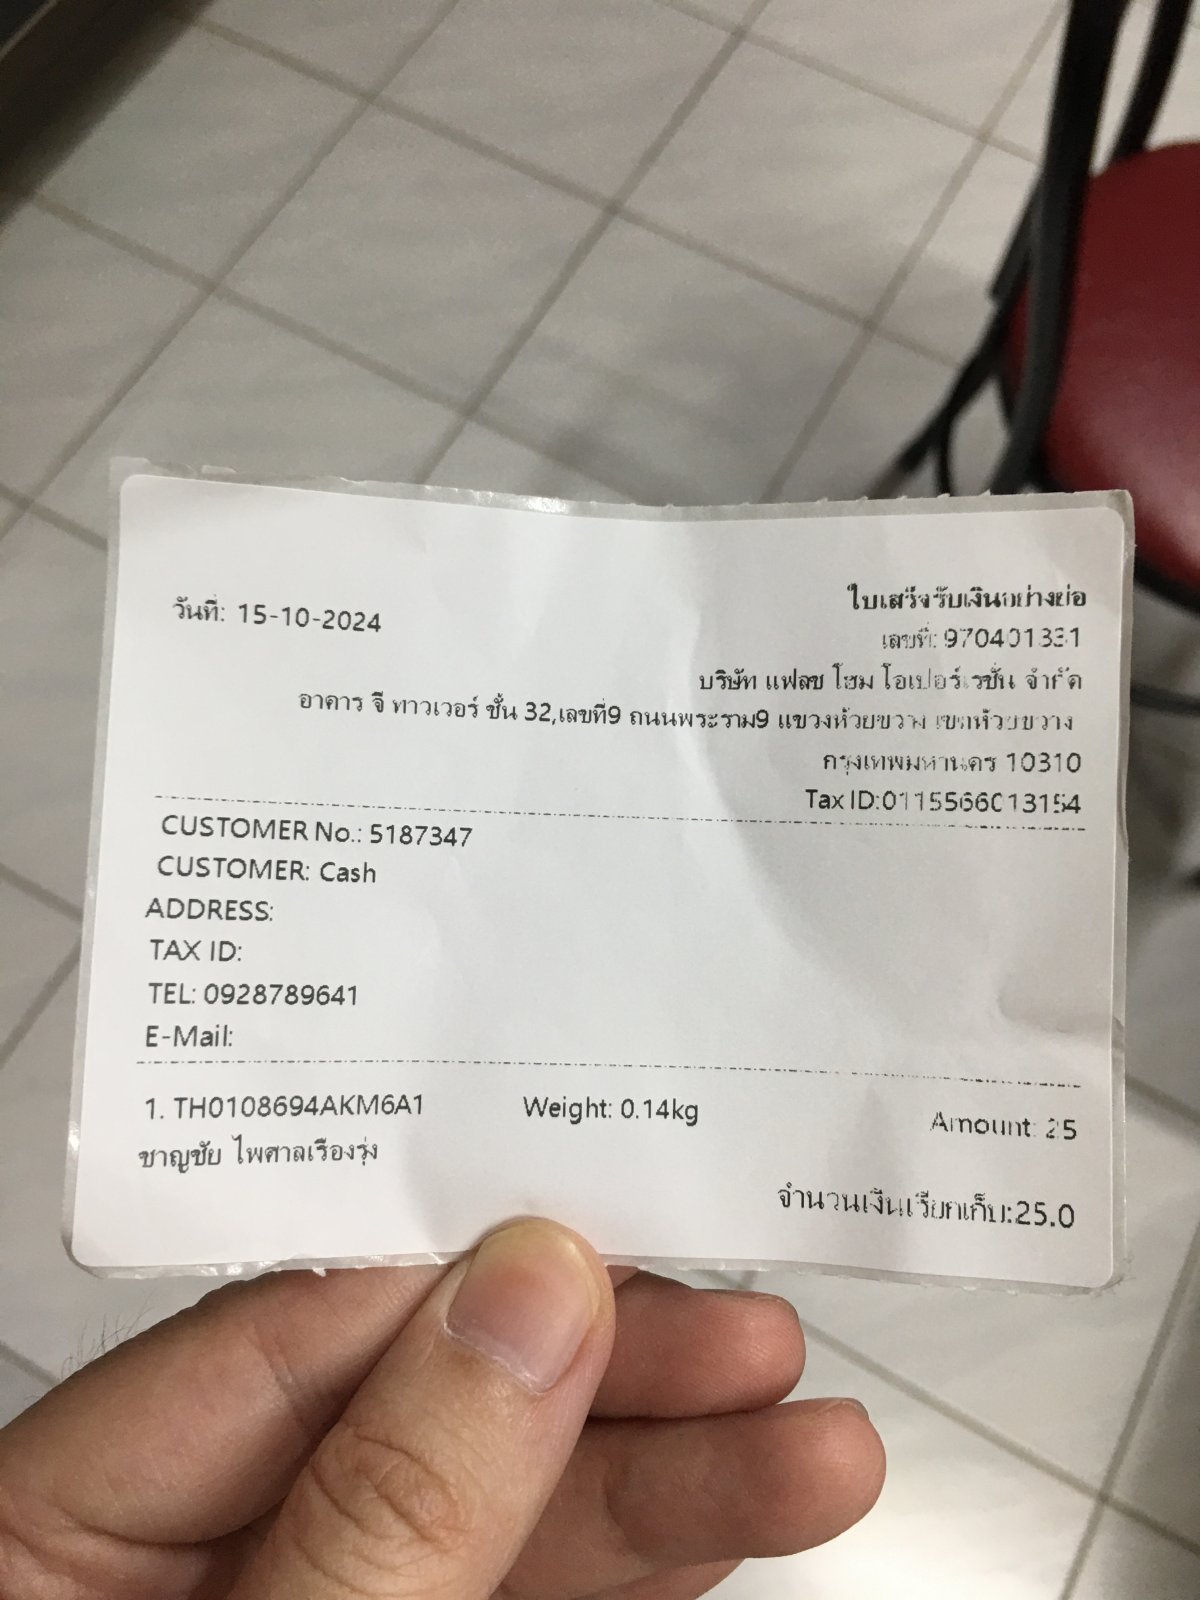 วันที่: 15-10-2024
ใบเสร็จรับเงินอย่างย่อ
เลขที่: 970401331
บริษัท แฟลช โฮม โอเปอร์เรชั่น จำกัด
อาคาร จี ทาวเวอร์ ชั้น 32,เลขที่9 ถนนพระราม9 แขวงห้วยขวาง เขตห้วยขวาง
กรุงเทพมหานคร 10310
Tax ID:0115566013154
CUSTOMER No.: 5187347
CUSTOMER: Cash
ADDRESS:
TAX ID:
TEL: 0928789641
E-Mail:
1. TH0108694AKM6A1 Weight: 0.14kg Amount: 25
ชาญชัย ไพศาลเรืองรุ่ง
จำนวนเงินเรียกเก็บ:25.0